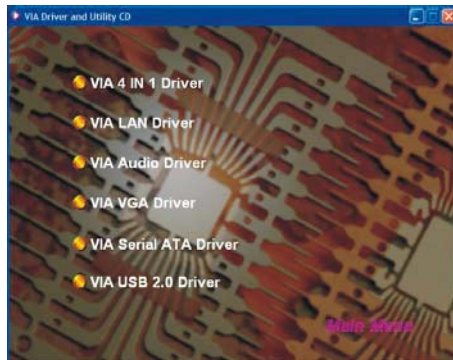 VIA Driver and Utility CD
VIA 4 IN 1 Driver
VIA LAN Driver
VIA Audio Driver
VIA VGA Driver
VIA Serial ATA Driver
VIA USB 2.0 Driver
Main Menu